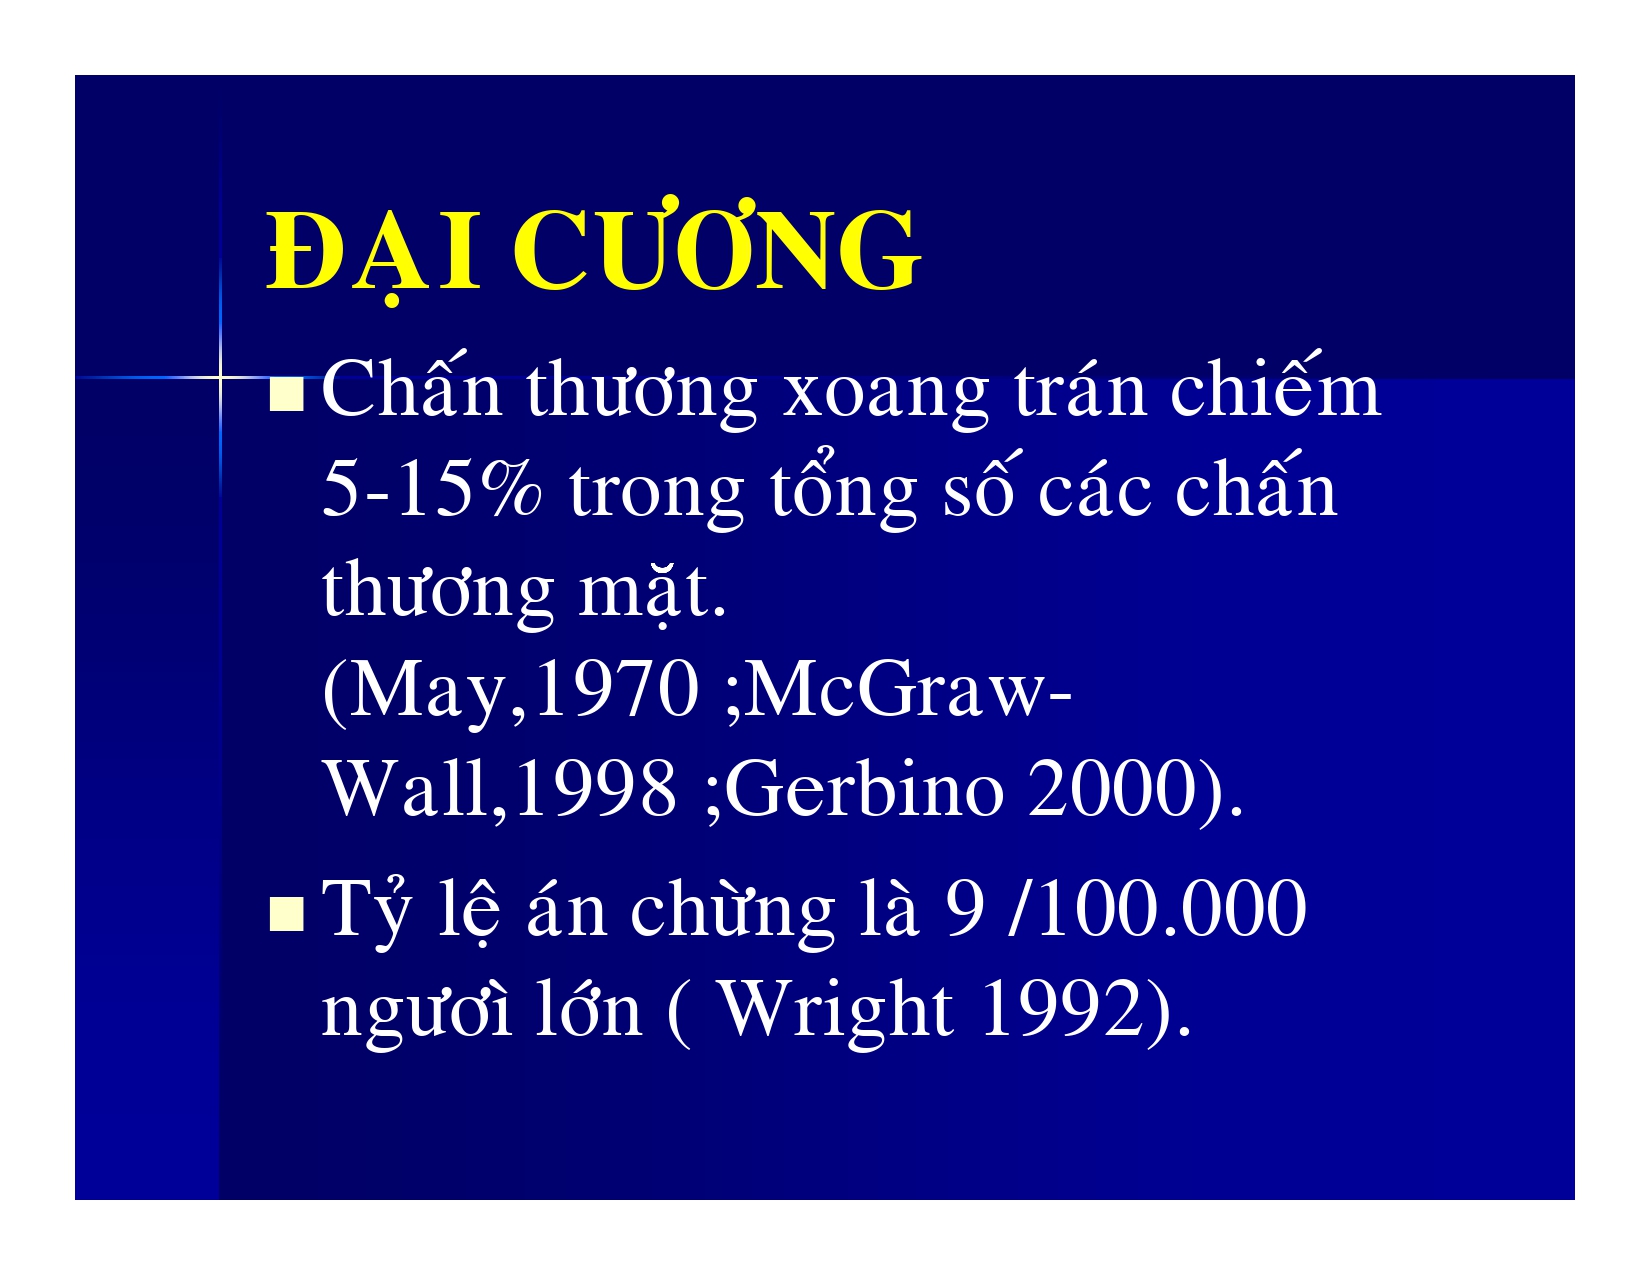 ĐẠI CƯƠNG
Chấn thương xoang trán chiếm
5-15% trong tổng số các chấn
thương mặt.
(May,1970 ;McGraw-
Wall,1998 ;Gerbino 2000).
Tỷ lệ án chừng là 9 /100.000
ngươì lớn ( Wright 1992).